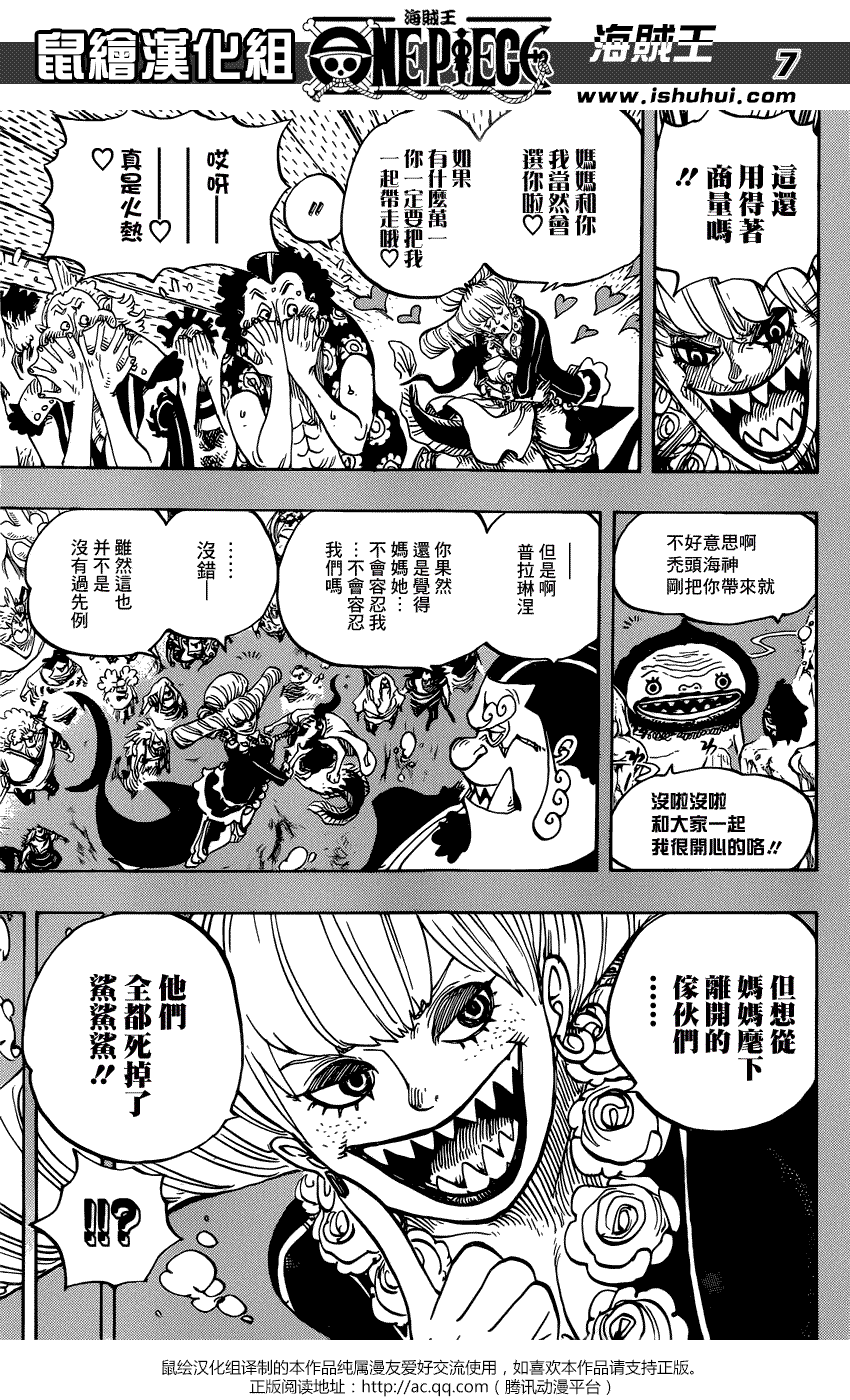 鼠繪漢化組
海賊王
ONE PIECE
海賊王
7
www.ishuhui.com
這還
用得著
商量嗎
!!
媽媽和你
我當然會
選你啦♡
如果
有什麼萬一
你一定要把我
一起帶走哦♡
〃
哎呀——
————♡
真是火熱
♡
不好意思啊
禿頭海神
剛把你帶來就
沒啦沒啦
和大家一起
我很開心的咯!!
——
但是啊
普拉琳涅
你果然
還是覺得
媽媽她…
不會容忍我
…不會容忍
我們嗎
……
沒錯—
雖然這也
並不是
沒有過先例
但想從
媽媽麾下
離開的
傢伙們
……
他們
全都死掉了
鯊鯊鯊!!
!!?
鼠绘汉化组译制的本作品纯属漫友爱好交流使用，如喜欢本作品请支持正版。
正版阅读地址：http://ac.qq.com（腾讯动漫平台）